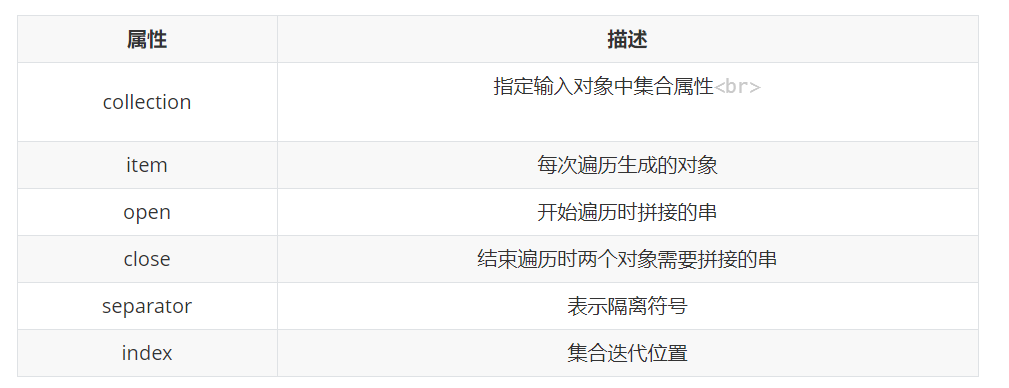 属性 描述
collection 指定输入对象中集合属性<br>
item 每次遍历生成的对象
open 开始遍历时拼接的串
close 结束遍历时两个对象需要拼接的串
separator 表示隔离符号
index 集合迭代位置